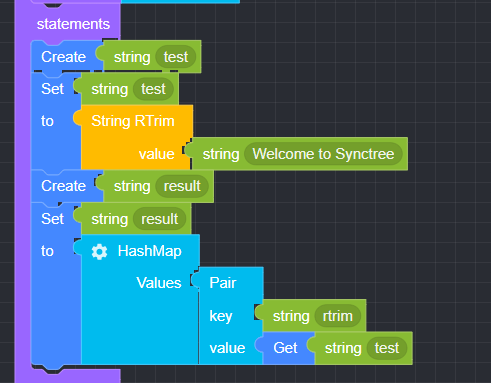 statements
Create string test
Set string test
to String RTrim
value string Welcome to Synctree
Create string result
Set string result
to HashMap
Values Pair
key string rtrim
value Get string test